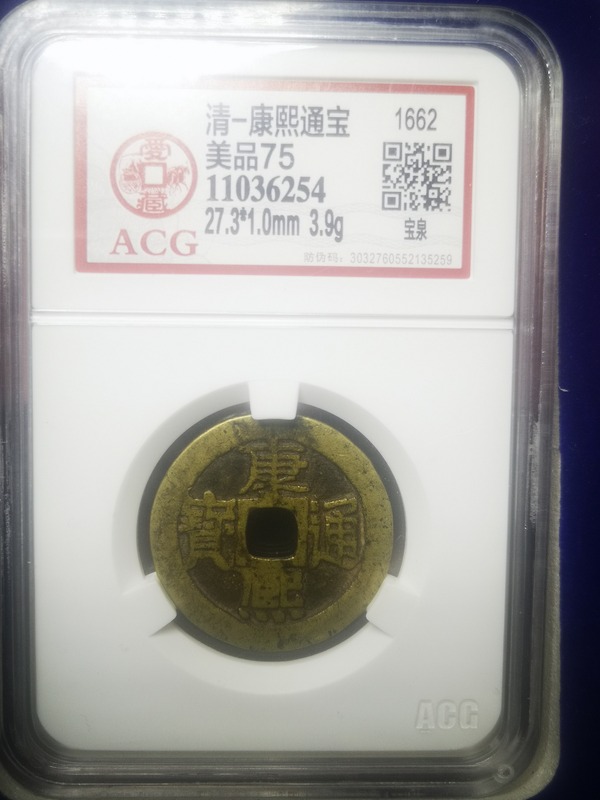 清-康熙通宝
1662
美品75
11036254
27.3*1.0mm 3.9g
宝泉
防伪码: 3032760552135259
愛
藏
ACG
康
寶 通
熙
ACG